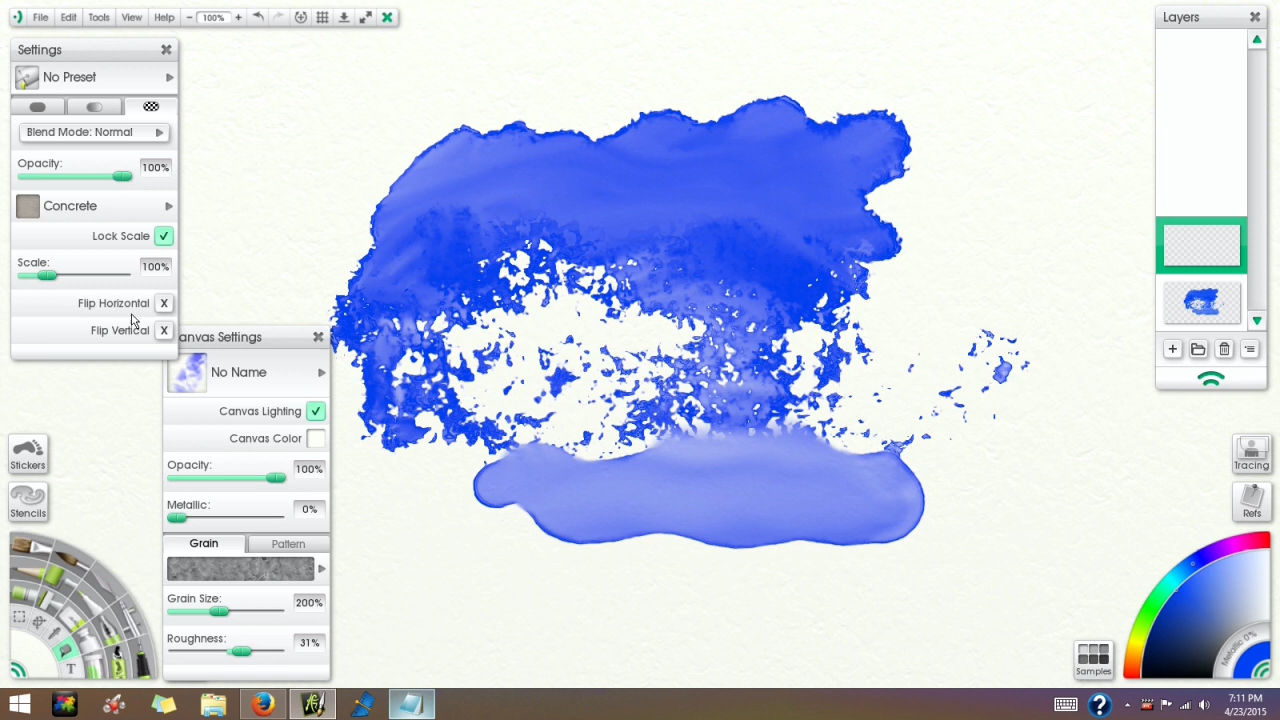 File Edit Tools View Help − 100% +
Settings
No Preset
Blend Mode: Normal
Opacity: 100%
Concrete
Lock Scale
Scale: 100%
Flip Horizontal X
Flip Vertical X
anvas Settings
No Name
Canvas Lighting
Canvas Color
Opacity: 100%
Metallic: 0%
Grain Pattern
Grain Size: 200%
Roughness: 31%
Stickers
Stencils
T
Layers
Tracing
Refs
Metallic 0%
Samples
7:11 PM
4/23/2015